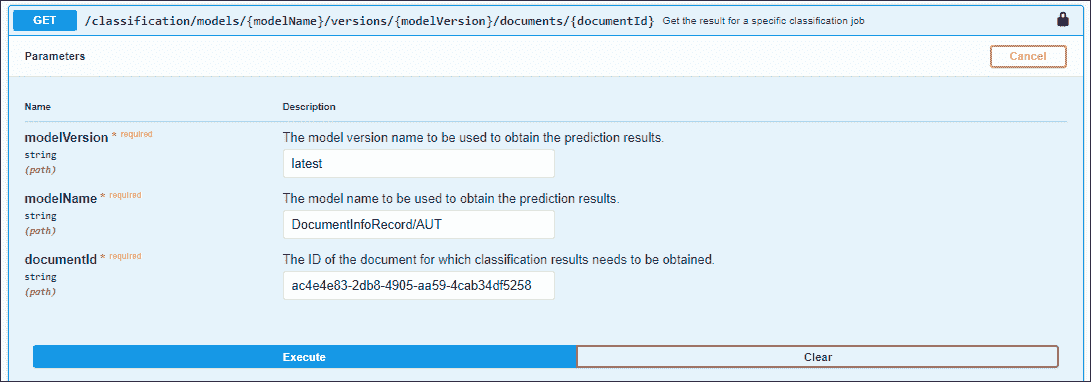 GET /classification/models/{modelName}/versions/{modelVersion}/documents/{documentId} Get the result for a specific classification job
Parameters Cancel
Name Description
modelVersion * required The model version name to be used to obtain the prediction results.
string latest
(path)
modelName * required The model name to be used to obtain the prediction results.
string DocumentInfoRecord/AUT
(path)
documentId * required The ID of the document for which classification results needs to be obtained.
string ac4e4e83-2db8-4905-aa59-4cab34df5258
(path)
Execute Clear